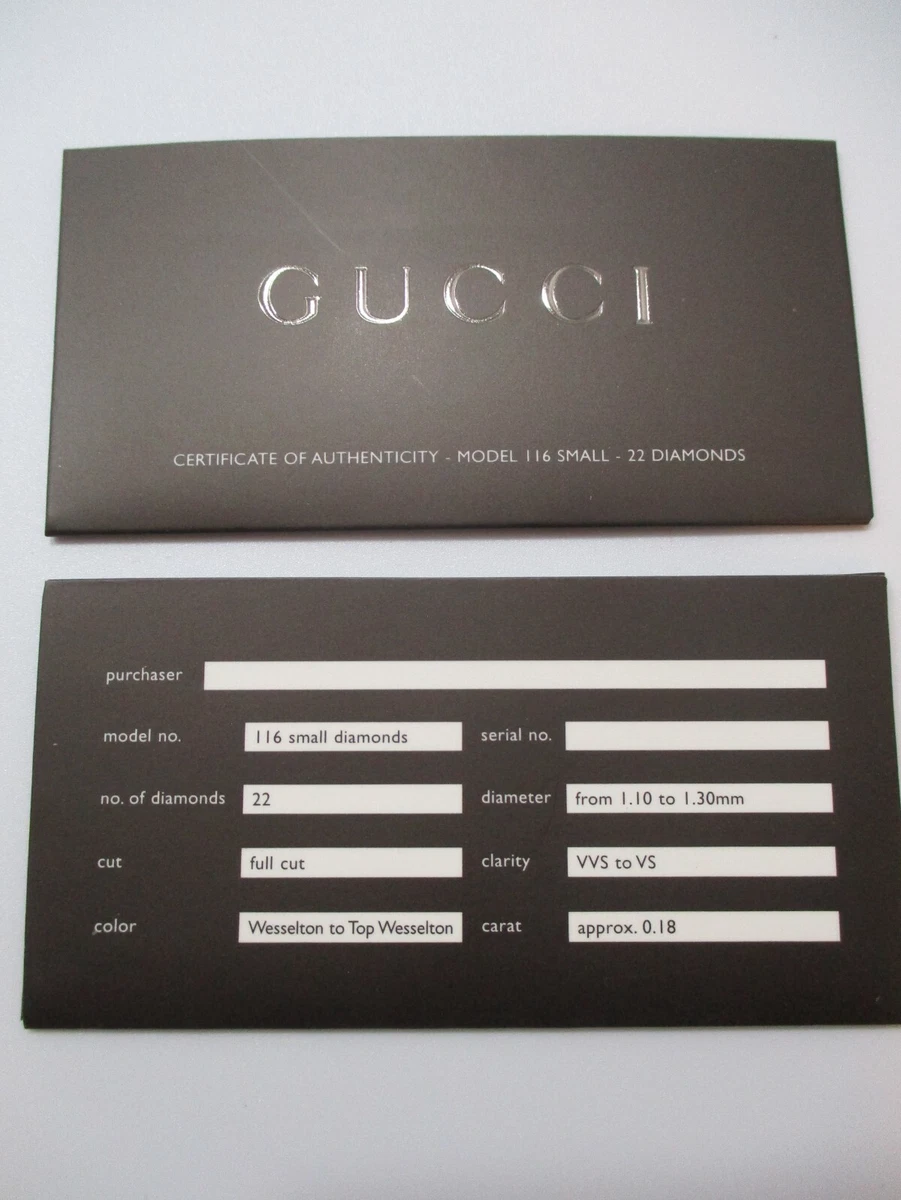 GUCCI
CERTIFICATE OF AUTHENTICITY - MODEL 116 SMALL - 22 DIAMONDS
purchaser
model no. 116 small diamonds serial no.
no. of diamonds 22 diameter from 1.10 to 1.30mm
cut full cut clarity VVS to VS
color Wesselton to Top Wesselton carat approx. 0.18